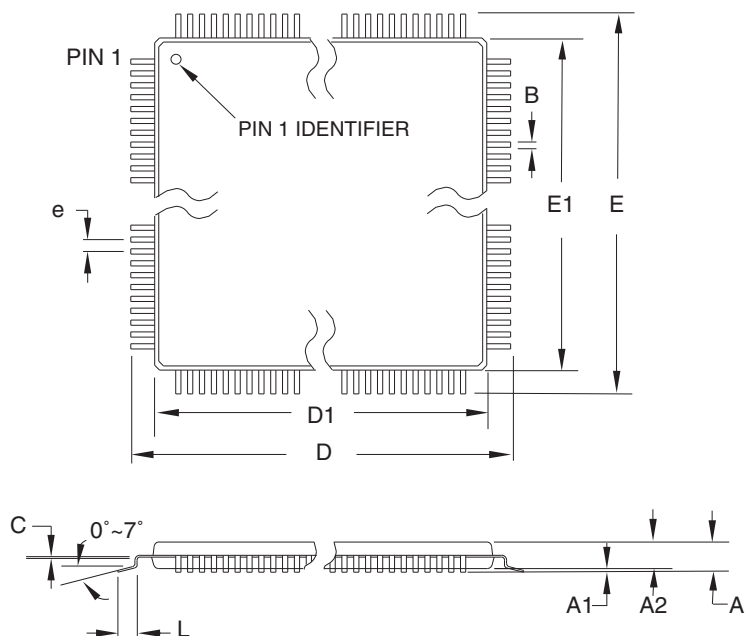 PIN 1
PIN 1 IDENTIFIER
B
e
E1
E
D1
D
C
0°~7°
L
A1
A2
A